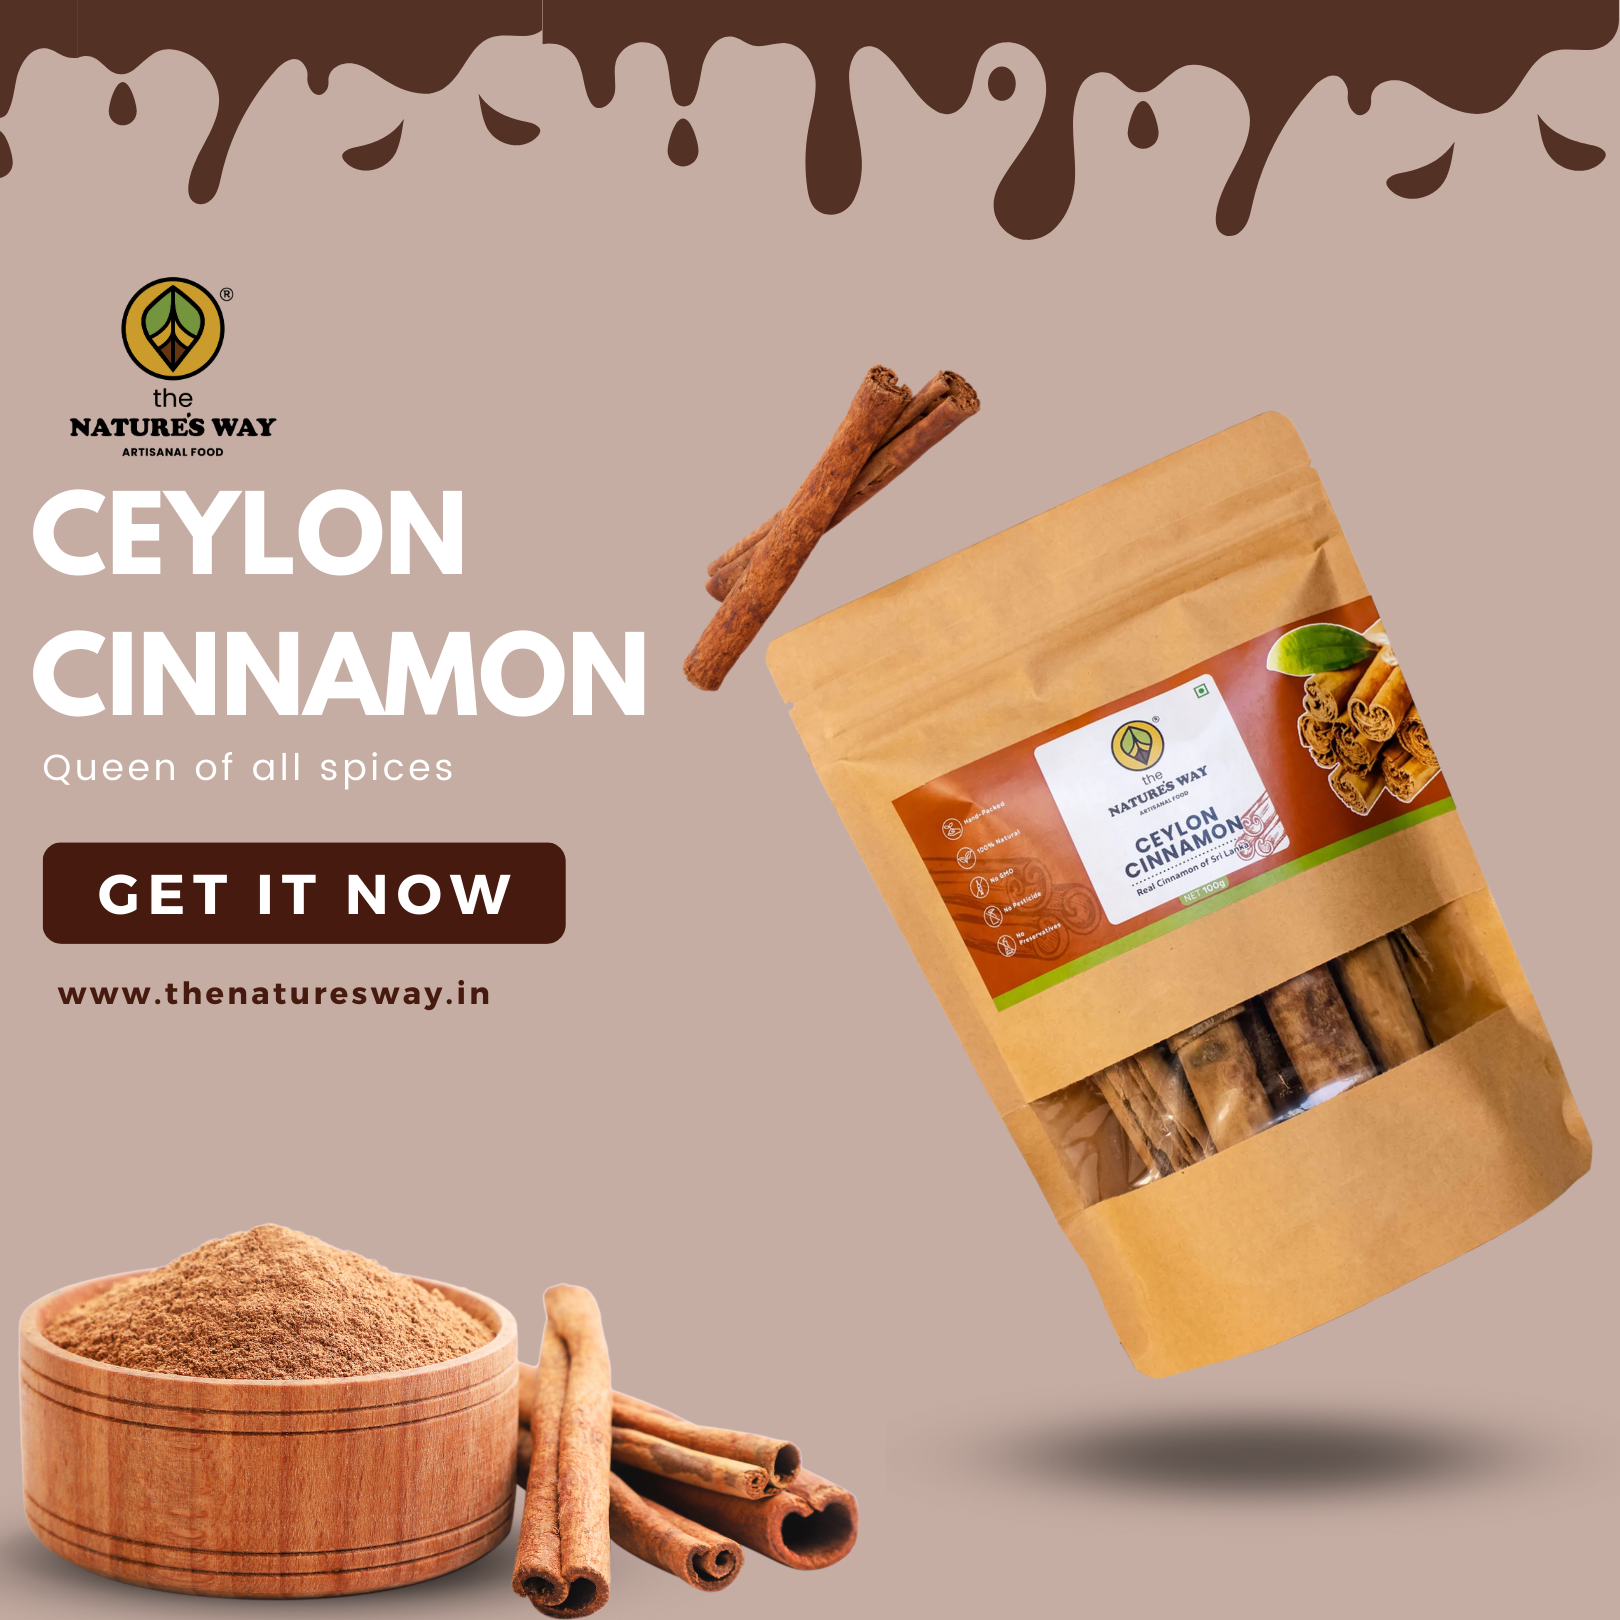 ®
the
NATURE'S WAY
ARTISANAL FOOD
CEYLON
CINNAMON
Queen of all spices
GET IT NOW
www.thenaturesway.in
®
the
NATURE'S WAY
ARTISANAL FOOD
CEYLON
CINNAMON
Real Cinnamon of Sri Lanka
NET 100g
Hand-Packed
100% Natural
No GMO
No Pesticide
No
Preservatives